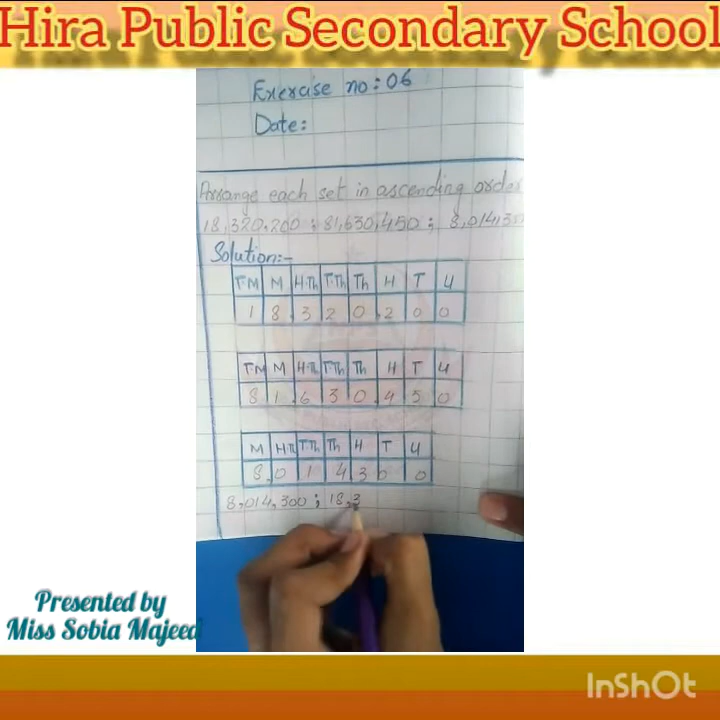 Hira Public Secondary School
Exercise no: 06
Date:
Arrange each set in ascending order
18,320,200 ; 81,630,450 ; 8,014,30
Solution:-
T.M M H.Th T.Th Th H T U
1 8, 3 2 0, 2 0 0
T.M M H.Th T.Th Th H T U
8 1, 6 3 0, 4 5 0
M H.Th T.Th Th H T U
8, 0 1 4 3 0 0
8,014,300 ; 18,3
Presented by
Miss Sobia Majeed
InShOt